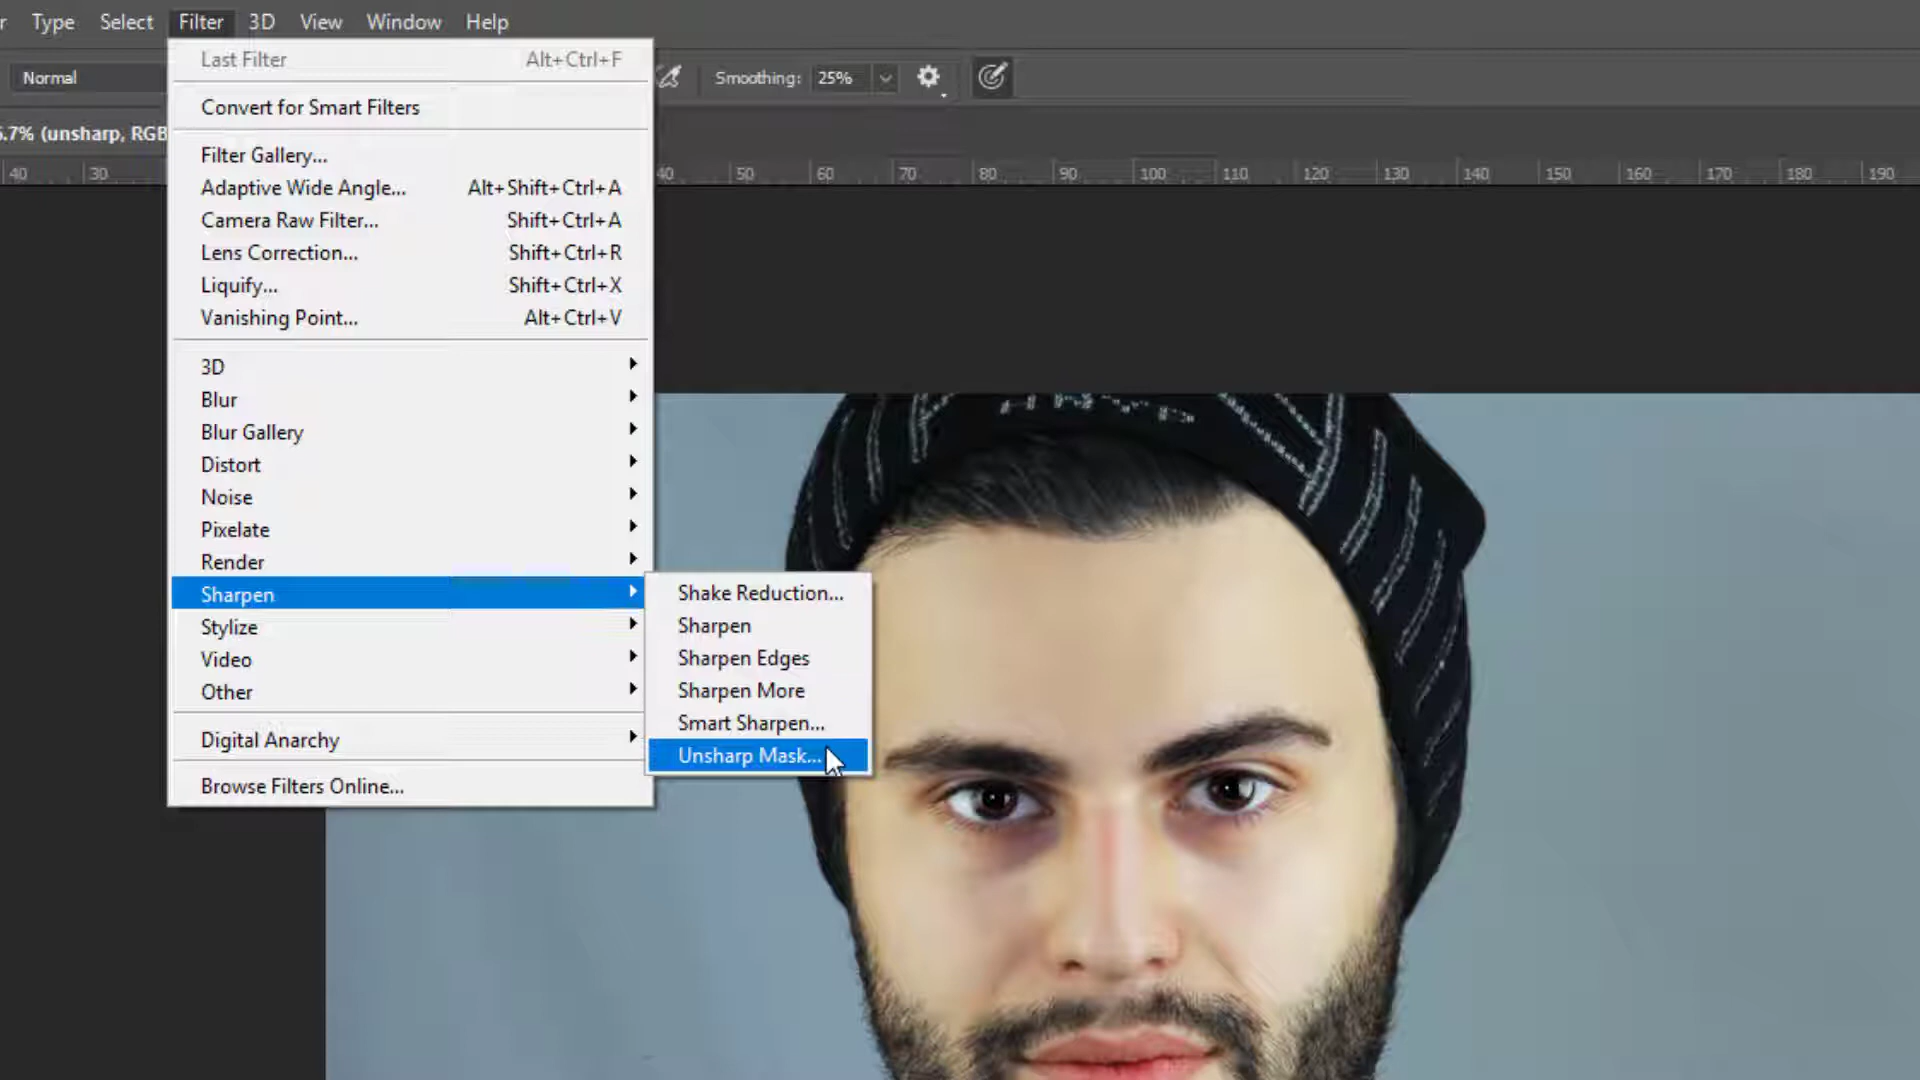 Type Select Filter 3D View Window Help
Normal
Smoothing: 25%
.7% (unsharp, RGB
40 30 40 50 60 70 80 90 100 110 120 130 140 150 160 170 180 190
Last Filter Alt+Ctrl+F
Convert for Smart Filters
Filter Gallery...
Adaptive Wide Angle... Alt+Shift+Ctrl+A
Camera Raw Filter... Shift+Ctrl+A
Lens Correction... Shift+Ctrl+R
Liquify... Shift+Ctrl+X
Vanishing Point... Alt+Ctrl+V
3D
Blur
Blur Gallery
Distort
Noise
Pixelate
Render
Sharpen
Stylize
Video
Other
Digital Anarchy
Browse Filters Online...
Shake Reduction...
Sharpen
Sharpen Edges
Sharpen More
Smart Sharpen...
Unsharp Mask...